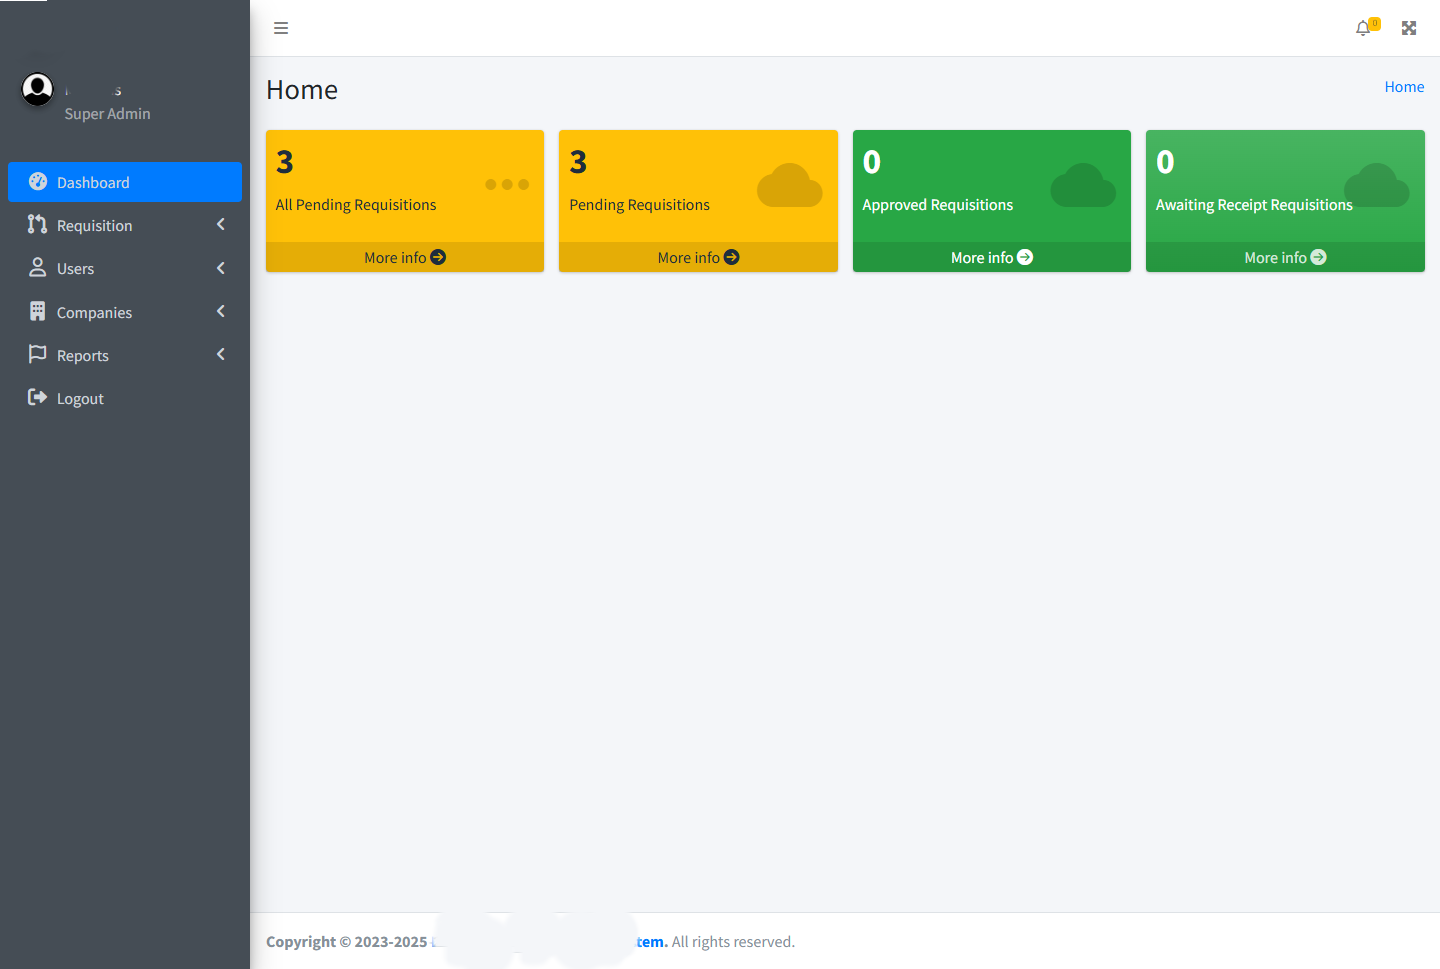 0
Super Admin
Dashboard
Requisition
Users
Companies
Reports
Logout
Home
Home
3
All Pending Requisitions
More info
3
Pending Requisitions
More info
0
Approved Requisitions
More info
0
Awaiting Receipt Requisitions
More info
Copyright © 2023-2025 tem. All rights reserved.